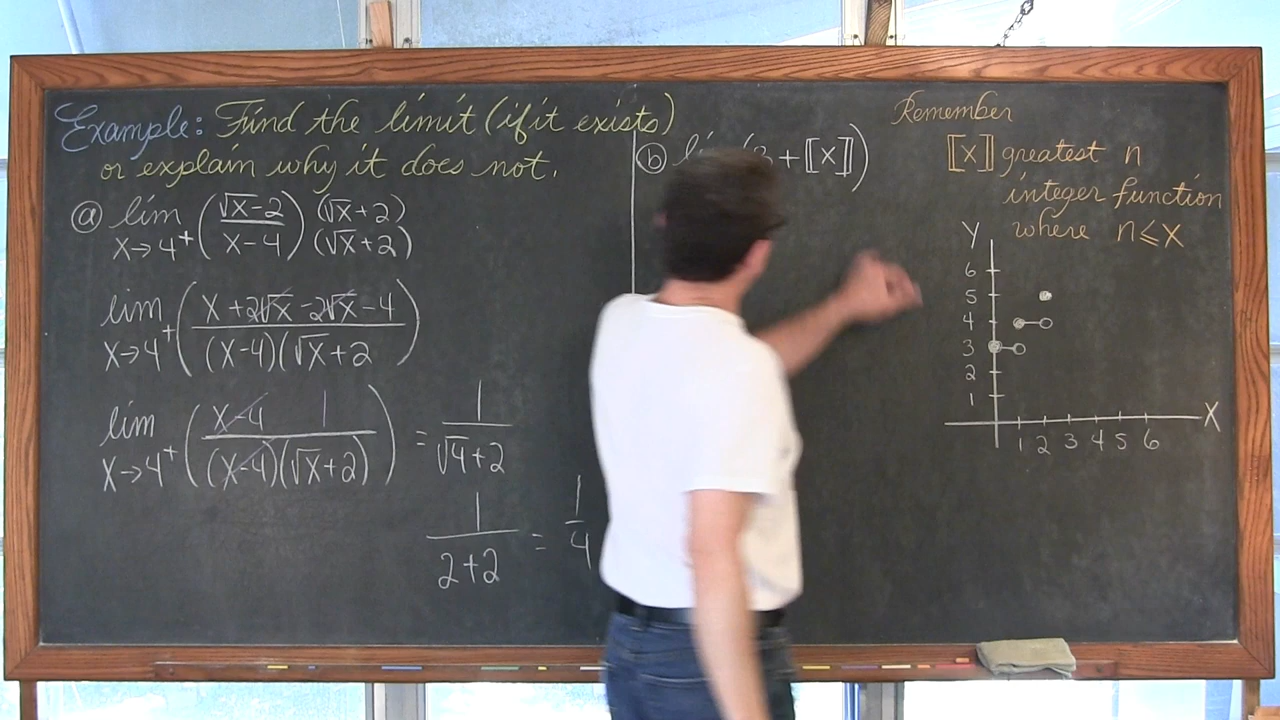 Example: Find the limit (if it exists)
or explain why it does not.
ⓐ lim x→4⁺ ( (√x-2)/(x-4) ) (√x+2)/(√x+2)
lim x→4⁺ ( (x+2√x-2√x-4)/((x-4)(√x+2) )
lim x→4⁺ ( (x-4) 1/((x-4)(√x+2)) ) = 1/(√4+2)
1/(2+2) = 1/4
ⓑ (3+⟦x⟧)
Remember
⟦x⟧ greatest n
integer function
where n≤x
Y
6
5
4
3
2
1
1 2 3 4 5 6 X